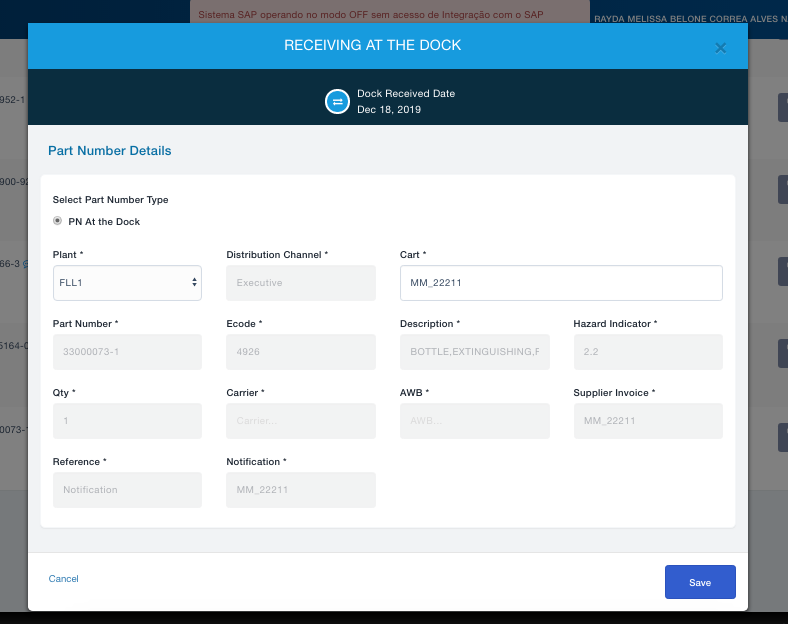 Sistema SAP operando no modo OFF sem acesso de Integração com o SAP
RAYDA MELISSA BELONE CORREA ALVES N
RECEIVING AT THE DOCK
Dock Received Date
Dec 18, 2019
952-1
900-92
66-3
5164-0
0073-1
Part Number Details
Select Part Number Type
PN At the Dock
Plant * Distribution Channel * Cart *
FLL1 Executive MM_22211
Part Number * Ecode * Description * Hazard Indicator *
33000073-1 4926 BOTTLE,EXTINGUISHING,F 2.2
Qty * Carrier * AWB * Supplier Invoice *
1 Carrier... AWB... MM_22211
Reference * Notification *
Notification MM_22211
Cancel
Save